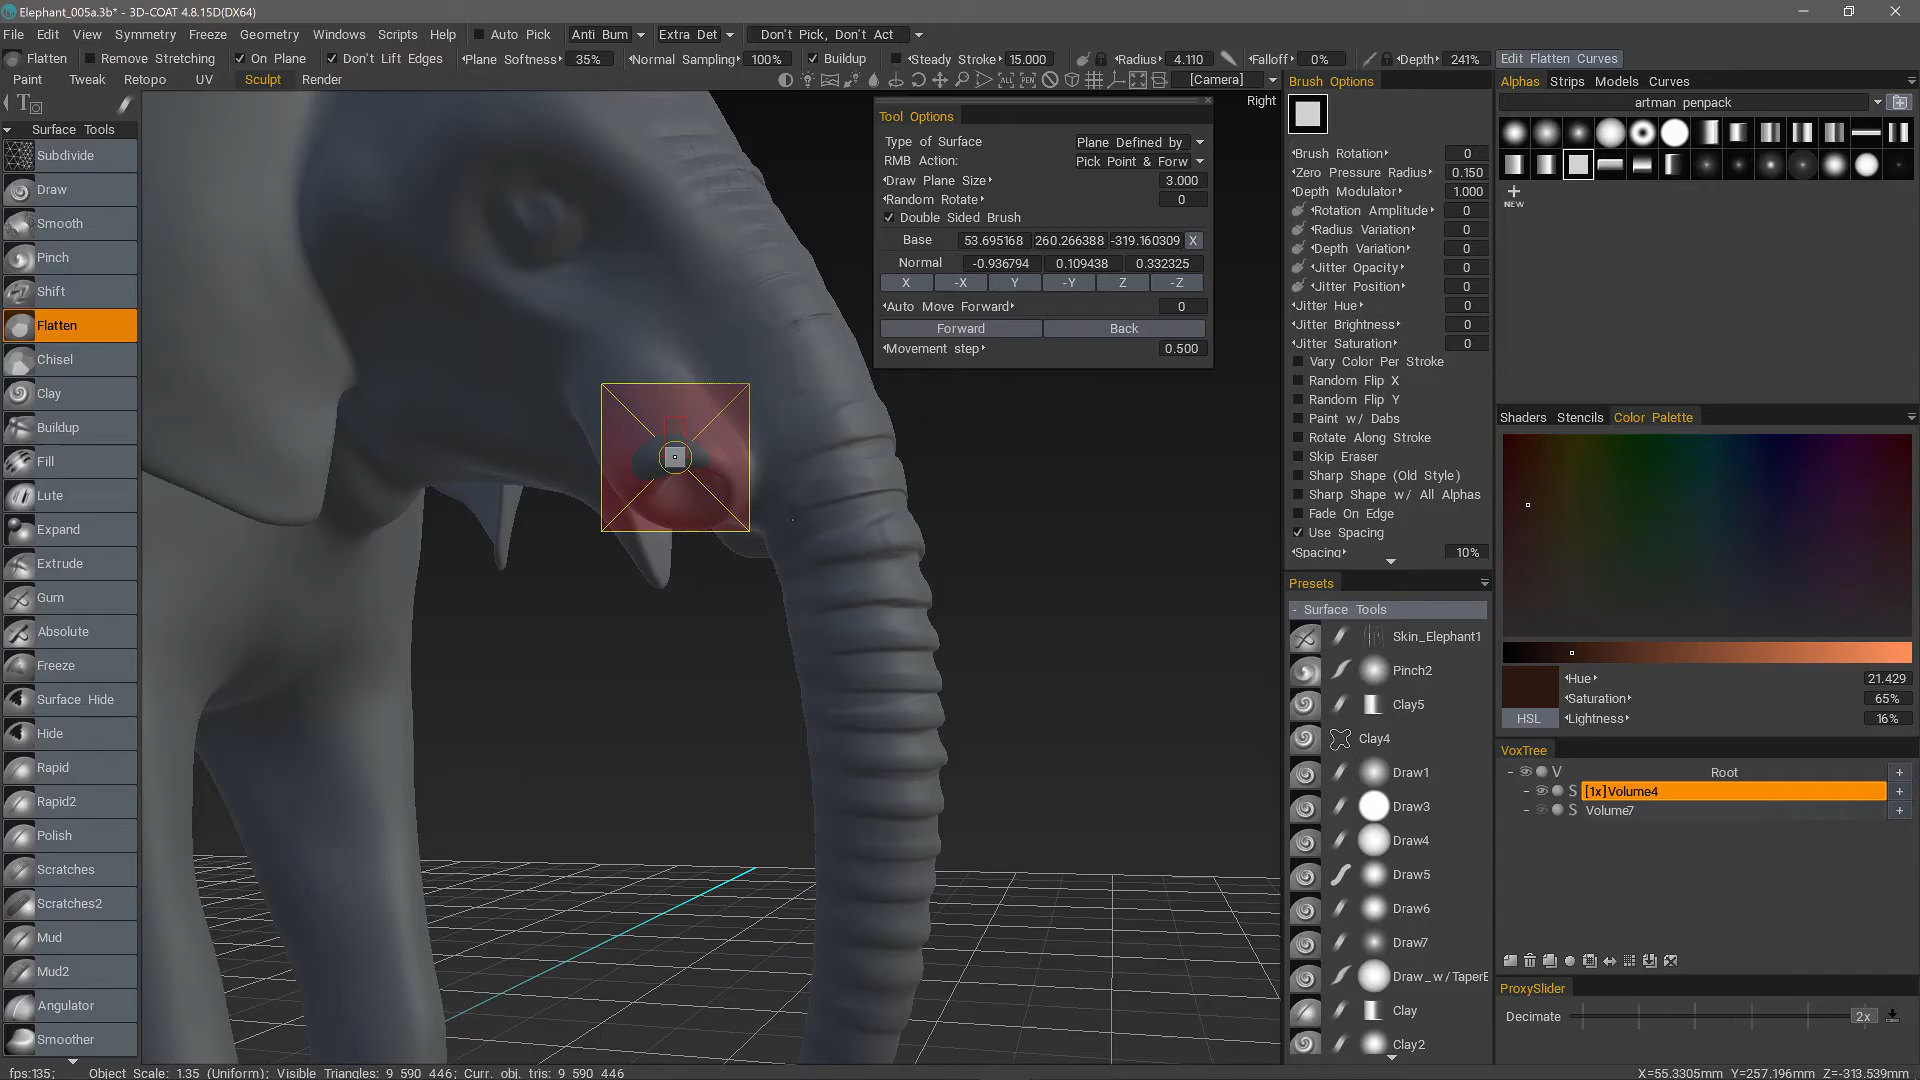 Elephant_005a.3b* - 3D-COAT 4.8.15D(DX64)
File Edit View Symmetry Freeze Geometry Windows Scripts Help Auto Pick Anti Bum Extra Det Don't Pick, Don't Act
Flatten Remove Stretching On Plane Don't Lift Edges Plane Softness 35% Normal Sampling 100% Buildup Steady Stroke 15.000 Radius 4.110 Falloff 0% Depth 241% Edit Flatten Curves
Paint Tweak Retopo UV Sculpt Render [Camera]
Right
Surface Tools
Subdivide
Draw
Smooth
Pinch
Shift
Flatten
Chisel
Clay
Buildup
Fill
Lute
Expand
Extrude
Gum
Absolute
Freeze
Surface Hide
Hide
Rapid
Rapid2
Polish
Scratches
Scratches2
Mud
Mud2
Angulator
Smoother
Tool Options
Type of Surface Plane Defined by
RMB Action: Pick Point & Forw
Draw Plane Size 3.000
Random Rotate 0
Double Sided Brush
Base 53.695168 260.266388 -319.160309 X
Normal -0.936794 0.109438 0.332325
X -X Y -Y Z -Z
Auto Move Forward 0
Forward Back
Movement step 0.500
Brush Options
Brush Rotation 0
Zero Pressure Radius 0.150
Depth Modulator 1.000
Rotation Amplitude 0
Radius Variation 0
Depth Variation 0
Jitter Opacity 0
Jitter Position 0
Jitter Hue 0
Jitter Brightness 0
Jitter Saturation 0
Vary Color Per Stroke
Random Flip X
Random Flip Y
Paint w/ Dabs
Rotate Along Stroke
Skip Eraser
Sharp Shape (Old Style)
Sharp Shape w/ All Alphas
Fade On Edge
Use Spacing
Spacing 10%
Presets
- Surface Tools
Skin_Elephant1
Pinch2
Clay5
Clay4
Draw1
Draw3
Draw4
Draw5
Draw6
Draw7
Draw_w/TaperE
Clay
Clay2
Alphas Strips Models Curves
artman penpack
NEW
Shaders Stencils Color Palette
Hue 21.429
Saturation 65%
HSL Lightness 16%
VoxTree
V Root +
S [1x]Volume4 +
S Volume7 +
ProxySlider
Decimate 2x
fps:135; Object Scale: 1.35 (Uniform); Visible Triangles: 9 590 446; Curr. obj. tris: 9 590 446 X=55.3305mm Y=257.196mm Z=-313.539mm